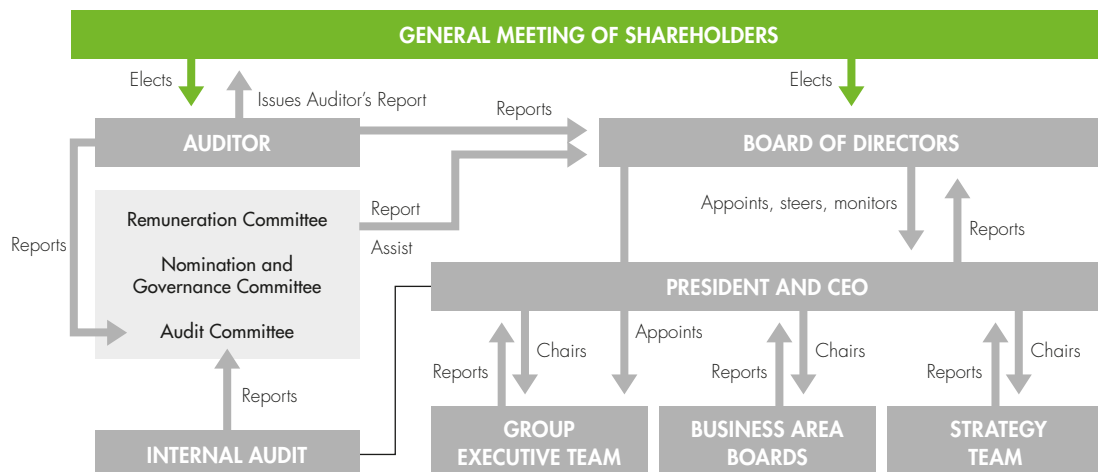 GENERAL MEETING OF SHAREHOLDERS
Elects
Elects
Issues Auditor’s Report
Reports
AUDITOR
BOARD OF DIRECTORS
Remuneration Committee
Report
Appoints, steers, monitors
Reports
Reports
Assist
Nomination and
Governance Committee
PRESIDENT AND CEO
Audit Committee
Appoints
Chairs
Chairs
Chairs
Reports
Reports
Reports
Reports
INTERNAL AUDIT
GROUP
EXECUTIVE TEAM
BUSINESS AREA
BOARDS
STRATEGY
TEAM